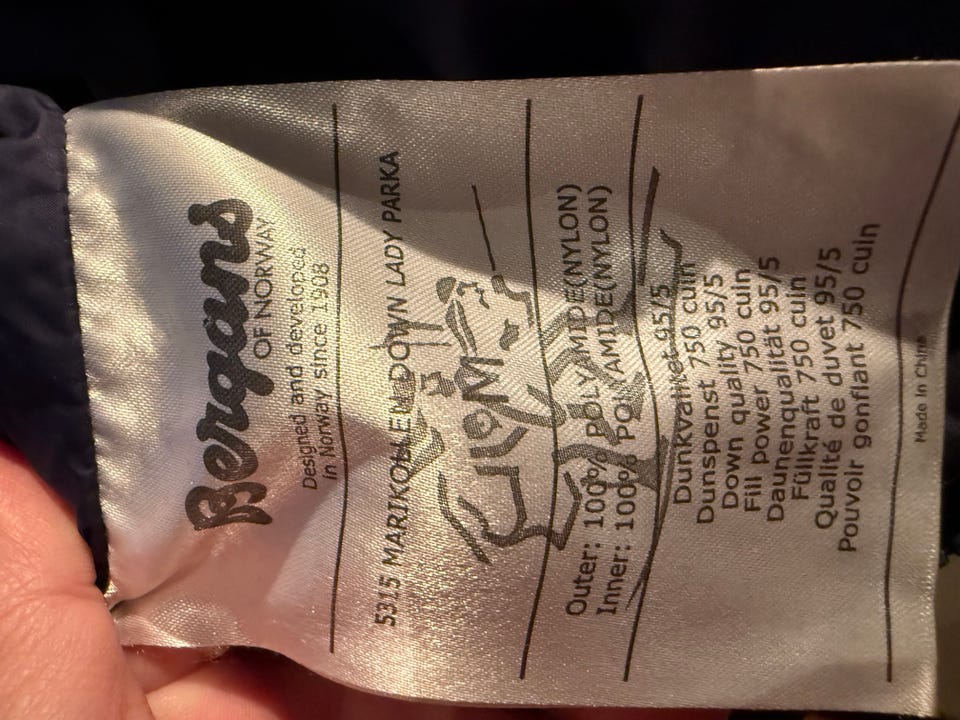 Bergans
OF NORWAY
Designed and developed
in Norway since 1908
5315 MARIKOLLEN DOWN LADY PARKA
M
Outer: 100% POLYAMIDE(NYLON)
Inner: 100% POLYAMIDE(NYLON)
Dunkvalitet 95/5
Dunspenst 750 cuin
Down quality 95/5
Fill power 750 cuin
Daunenqualität 95/5
Füllkraft 750 cuin
Qualité de duvet 95/5
Pouvoir gonflant 750 cuin
Made in China